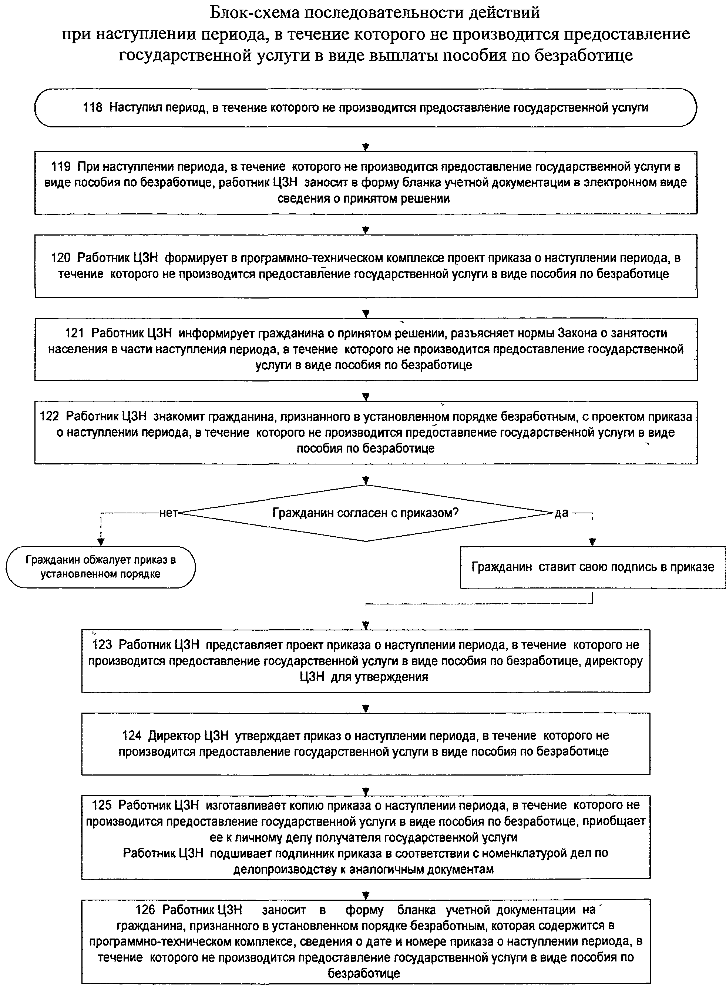 Блок-схема последовательности действий
при наступлении периода, в течение которого не производится предоставление
государственной услуги в виде выплаты пособия по безработице
118 Наступил период, в течение которого не производится предоставление государственной услуги
119 При наступлении периода, в течение которого не производится предоставление государственной услуги в
виде пособия по безработице, работник ЦЗН заносит в форму бланка учетной документации в электронном виде
сведения о принятом решении
120 Работник ЦЗН формирует в программно-техническом комплексе проект приказа о наступлении периода, в
течение которого не производится предоставление государственной услуги в виде пособия по безработице
121 Работник ЦЗН информирует гражданина о принятом решении, разъясняет нормы Закона о занятости
населения в части наступления периода, в течение которого не производится предоставление государственной
услуги в виде пособия по безработице
122 Работник ЦЗН знакомит гражданина, признанного в установленном порядке безработным, с проектом приказа
о наступлении периода, в течение которого не производится предоставление государственной услуги в виде
пособия по безработице
нет
Гражданин согласен с приказом?
да
Гражданин обжалует приказ в
установленном порядке
Гражданин ставит свою подпись в приказе
123 Работник ЦЗН представляет проект приказа о наступлении периода, в течение которого не
производится предоставление государственной услуги в виде пособия по безработице, директору
ЦЗН для утверждения
124 Директор ЦЗН утверждает приказ о наступлении периода, в течение которого не
производится предоставление государственной услуги в виде пособия по безработице
125 Работник ЦЗН изготавливает копию приказа о наступлении периода, в течение которого не
производится предоставление государственной услуги в виде пособия по безработице, приобщает
ее к личному делу получателя государственной услуги
Работник ЦЗН подшивает подлинник приказа в соответствии с номенклатурой дел по
делопроизводству к аналогичным документам
126 Работник ЦЗН заносит в форму бланка учетной документации на
гражданина, признанного в установленном порядке безработным, которая содержится в
программно-техническом комплексе, сведения о дате и номере приказа о наступлении периода, в
течение которого не производится предоставление государственной услуги в виде пособия по
безработице